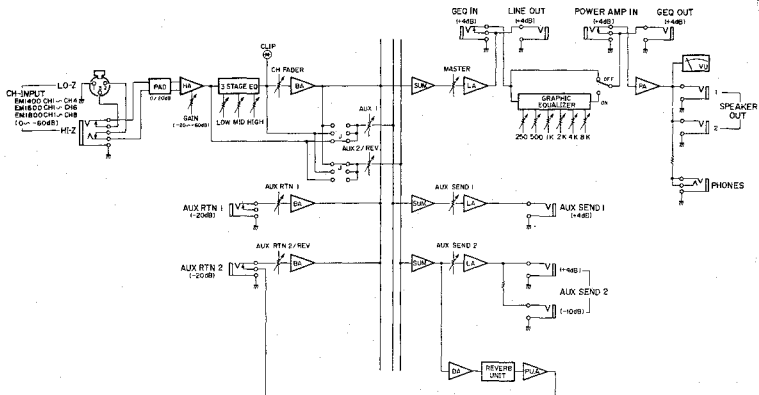 GEQ IN
(+4dB)
LINE OUT
(+4dB)
POWER AMP IN
(+4dB)
GEQ OUT
(+4dB)
CLIP
CH FADER
MASTER
VU
LO-Z
CH-INPUT
EM1400 CH1~CH4
EM1600 CH1~CH6
EM1800 CH1~CH8
(0~-60dB)
HI-Z
PAD
0/20dB
HA
GAIN
(-20~-60dB)
3 STAGE EQ
LOW MID HIGH
BA
SUM
LA
OFF
ON
GRAPHIC
EQUALIZER
250 500 1K 2K 4K 8K
PA
1
2
SPEAKER
OUT
PHONES
J
AUX 1
J
AUX 2/REV.
AUX RTN 1
(-20dB)
AUX RTN 1
BA
SUM
AUX SEND 1
LA
AUX SEND 1
(+4dB)
AUX RTN 2
(-20dB)
AUX RTN 2/REV
BA
SUM
AUX SEND 2
LA
(+4dB)
AUX SEND 2
(-10dB)
DA
REVERB
UNIT